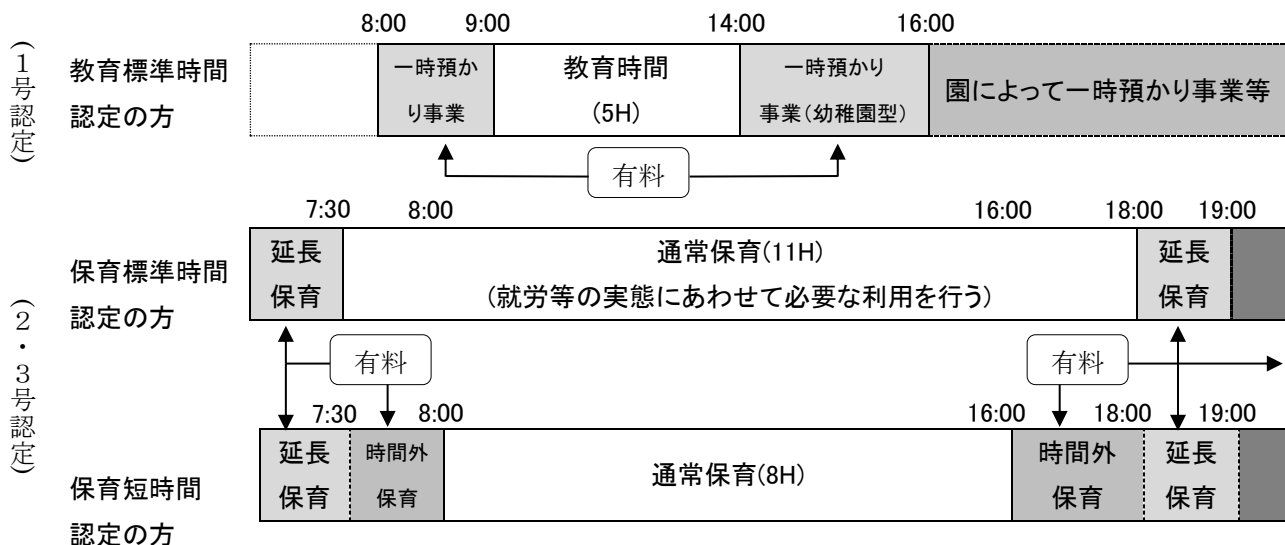 (1号認定)
8:00 9:00 14:00 16:00
教育標準時間
認定の方
一時預か
り事業
教育時間
(5H)
一時預かり
事業(幼稚園型)
園によって一時預かり事業等
有料
(2・3号認定)
7:30 8:00 16:00 18:00 19:00
保育標準時間
認定の方
延長
保育
通常保育(11H)
(就労等の実態にあわせて必要な利用を行う)
延長
保育
有料
有料
7:30 8:00 16:00 18:00 19:00
保育短時間
認定の方
延長
保育
時間外
保育
通常保育(8H)
時間外
保育
延長
保育